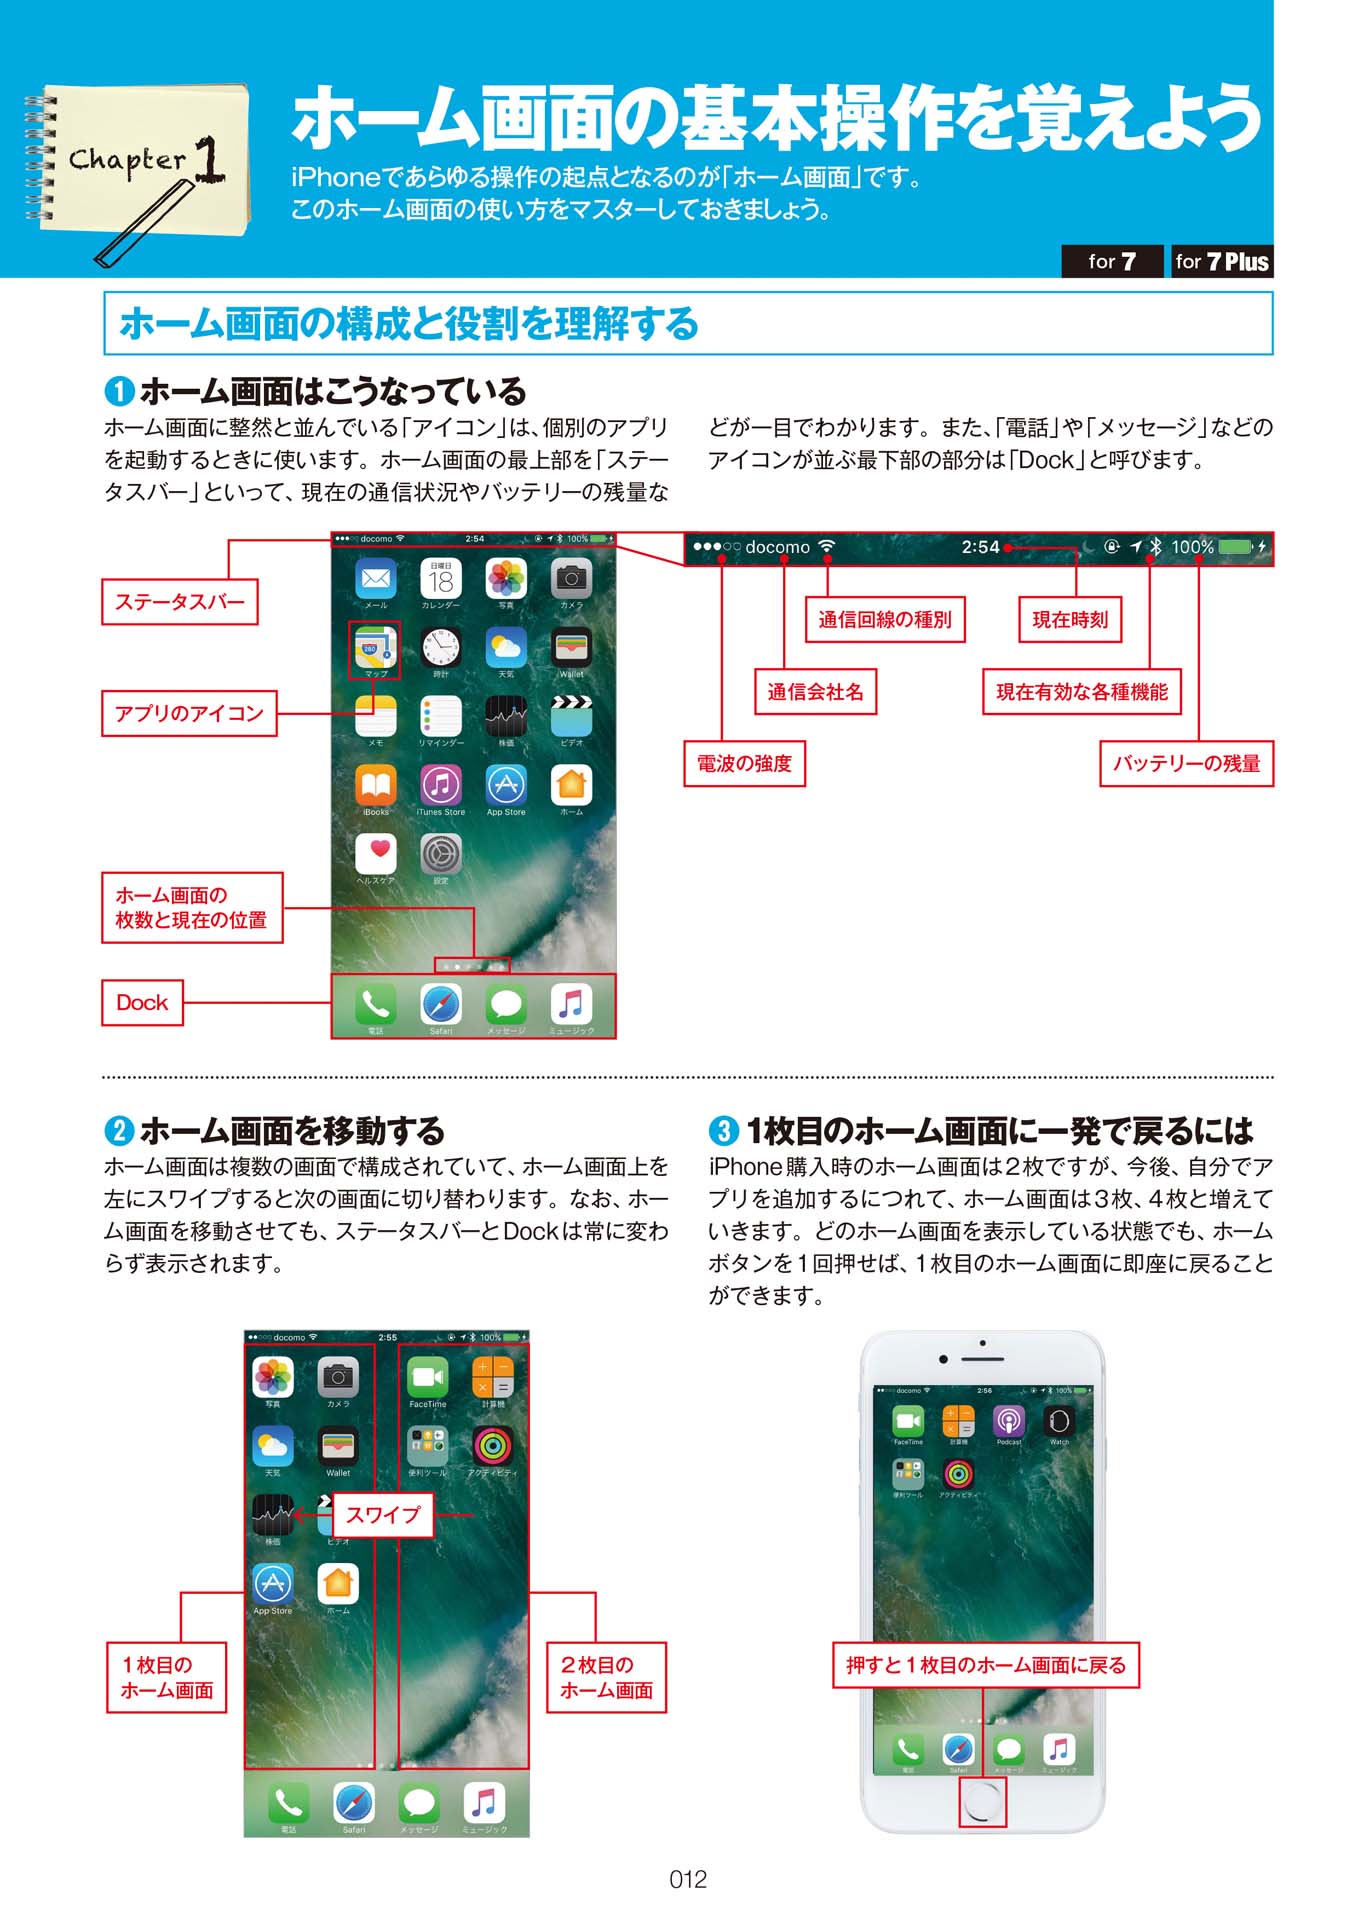 Chapter 1
ホーム画面の基本操作を覚えよう
iPhoneであらゆる操作の起点となるのが「ホーム画面」です。
このホーム画面の使い方をマスターしておきましょう。
for 7
for 7 Plus
ホーム画面の構成と役割を理解する
❶ホーム画面はこうなっている
ホーム画面に整然と並んでいる「アイコン」は、個別のアプリ
を起動するときに使います。ホーム画面の最上部を「ステー
タスバー」といって、現在の通信状況やバッテリーの残量な
どが一目でわかります。また、「電話」や「メッセージ」などの
アイコンが並ぶ最下部の部分は「Dock」と呼びます。
ステータスバー
アプリのアイコン
ホーム画面の
枚数と現在の位置
Dock
docomo 2:54 100%
日曜日
18
メール カレンダー 写真 カメラ
280
マップ 時計 天気 Wallet
メモ リマインダー 株価 ビデオ
iBooks iTunes Store App Store ホーム
ヘルスケア 設定
電話 Safari メッセージ ミュージック
docomo 2:54 100%
通信回線の種別
現在時刻
通信会社名
現在有効な各種機能
電波の強度
バッテリーの残量
❷ホーム画面を移動する
ホーム画面は複数の画面で構成されていて、ホーム画面上を
左にスワイプすると次の画面に切り替わります。なお、ホー
ム画面を移動させても、ステータスバーとDockは常に変わ
らず表示されます。
docomo 2:55 100%
写真 カメラ FaceTime 計算機
天気 Wallet 便利ツール アクティビティ
スワイプ
株価 ビデオ
App Store ホーム
1枚目の
ホーム画面
2枚目の
ホーム画面
電話 Safari メッセージ ミュージック
❸1枚目のホーム画面に一発で戻るには
iPhone購入時のホーム画面は2枚ですが、今後、自分でア
プリを追加するにつれて、ホーム画面は3枚、4枚と増えて
いきます。どのホーム画面を表示している状態でも、ホーム
ボタンを1回押せば、1枚目のホーム画面に即座に戻ること
ができます。
docomo 2:56 100%
FaceTime 計算機 Podcast Watch
便利ツール アクティビティ
押すと1枚目のホーム画面に戻る
電話 Safari メッセージ ミュージック
012